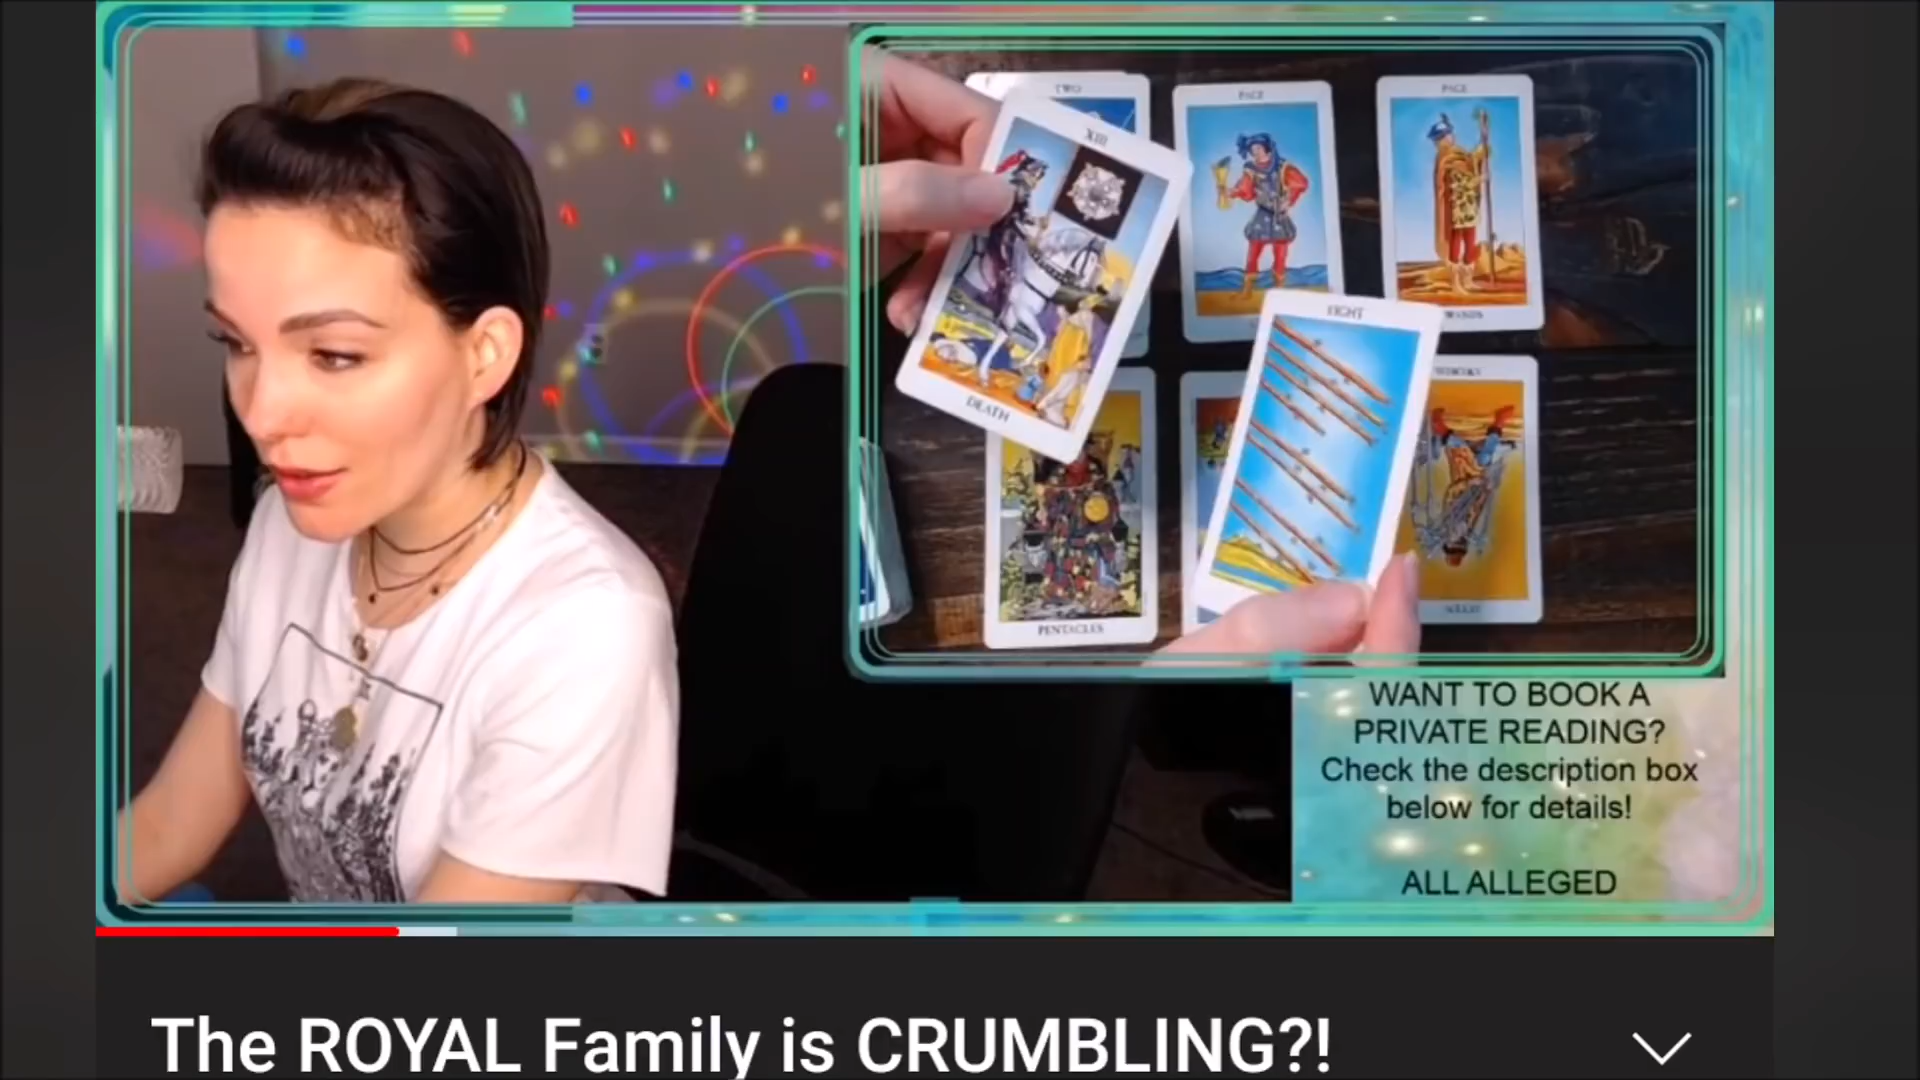 TWO
PAGE
PAGE
XIII
DEATH
EIGHT
WANDS
PENTACLES
WANT TO BOOK A
PRIVATE READING?
Check the description box
below for details!
ALL ALLEGED
The ROYAL Family is CRUMBLING?!